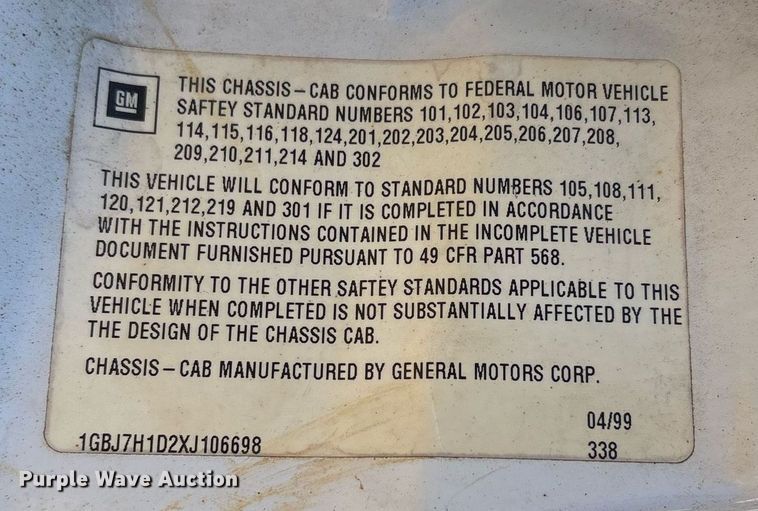 GM
THIS CHASSIS-CAB CONFORMS TO FEDERAL MOTOR VEHICLE
SAFTEY STANDARD NUMBERS 101,102,103,104,106,107,113,
114,115,116,118,124,201,202,203,204,205,206,207,208,
209,210,211,214 AND 302
THIS VEHICLE WILL CONFORM TO STANDARD NUMBERS 105,108,111,
120,121,212,219 AND 301 IF IT IS COMPLETED IN ACCORDANCE
WITH THE INSTRUCTIONS CONTAINED IN THE INCOMPLETE VEHICLE
DOCUMENT FURNISHED PURSUANT TO 49 CFR PART 568.
CONFORMITY TO THE OTHER SAFTEY STANDARDS APPLICABLE TO THIS
VEHICLE WHEN COMPLETED IS NOT SUBSTANTIALLY AFFECTED BY THE
THE DESIGN OF THE CHASSIS CAB.
CHASSIS-CAB MANUFACTURED BY GENERAL MOTORS CORP.
04/99
1GBJ7H1D2XJ106698 338
Purple Wave Auction